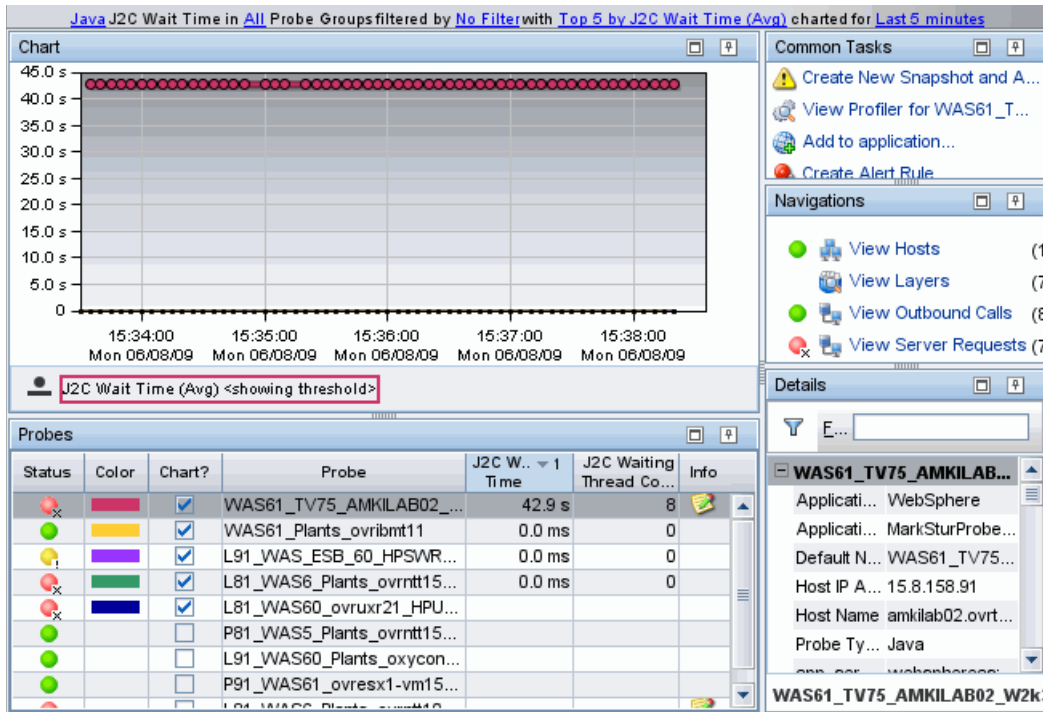 Java J2C Wait Time in All Probe Groups filtered by No Filter with Top 5 by J2C Wait Time (Avg) charted for Last 5 minutes
Chart
45.0 s
40.0 s
35.0 s
30.0 s
25.0 s
20.0 s
15.0 s
10.0 s
5.0 s
0
15:34:00 15:35:00 15:36:00 15:37:00 15:38:00
Mon 06/08/09 Mon 06/08/09 Mon 06/08/09 Mon 06/08/09 Mon 06/08/09
J2C Wait Time (Avg) <showing threshold>
Probes
Status Color Chart? Probe J2C W.. 1 J2C Waiting Info
Time Thread Co...
WAS61_TV75_AMKILAB02_... 42.9 s 8
WAS61_Plants_ovribmt11 0.0 ms 0
L91_WAS_ESB_60_HPSWR... 0.0 ms 0
L81_WAS6_Plants_ovrntt15... 0.0 ms 0
L81_WAS60_ovruxr21_HPU...
P81_WAS5_Plants_ovrntt15...
L91_WAS60_Plants_oxycon...
P91_WAS61_ovresx1-vm15...
Common Tasks
Create New Snapshot and A...
View Profiler for WAS61_T...
Add to application...
Create Alert Rule
Navigations
View Hosts (1
View Layers (7
View Outbound Calls (8
View Server Requests (7
Details
F...
WAS61_TV75_AMKILAB...
Applicati... WebSphere
Applicati... MarkSturProbe...
Default N... WAS61_TV75...
Host IP A... 15.8.158.91
Host Name amkilab02.ovrt...
Probe Ty... Java
WAS61_TV75_AMKILAB02_W2k